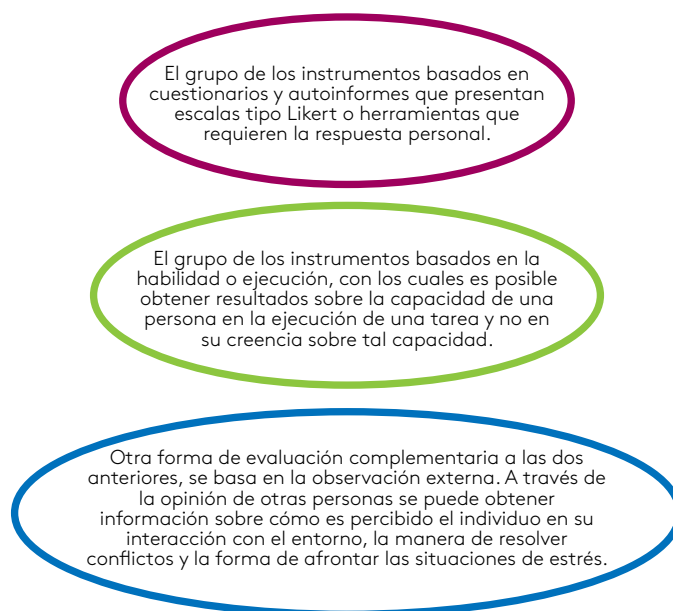 El grupo de los instrumentos basados en
cuestionarios y autoinformes que presentan
escalas tipo Likert o herramientas que
requieren la respuesta personal.
El grupo de los instrumentos basados en la
habilidad o ejecución, con los cuales es posible
obtener resultados sobre la capacidad de una
persona en la ejecución de una tarea y no en
su creencia sobre tal capacidad.
Otra forma de evaluación complementaria a las dos
anteriores, se basa en la observación externa. A través de
la opinión de otras personas se puede obtener
información sobre cómo es percibido el individuo en su
interacción con el entorno, la manera de resolver
conflictos y la forma de afrontar las situaciones de estrés.